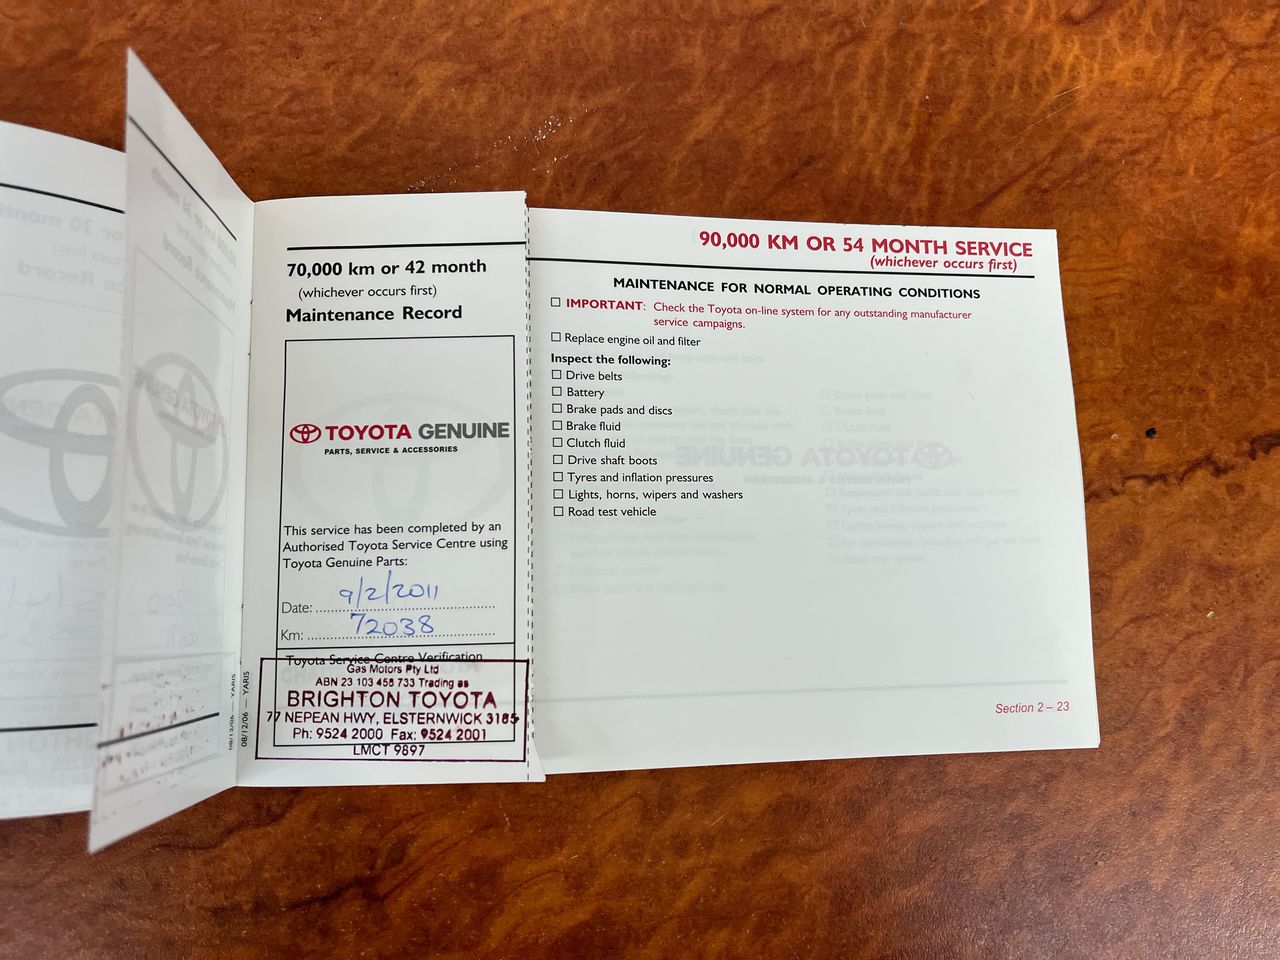 70,000 km or 42 month
(whichever occurs first)
Maintenance Record
TOYOTA GENUINE
PARTS, SERVICE & ACCESSORIES
This service has been completed by an
Authorised Toyota Service Centre using
Toyota Genuine Parts:
Date: 9/2/2011
Km: 72038
Toyota Service Centre Verification
Gas Motors Pty Ltd
ABN 23 103 458 733 Trading as
BRIGHTON TOYOTA
77 NEPEAN HWY, ELSTERNWICK 3185
Ph: 9524 2000 Fax: 9524 2001
LMCT 9897
08/12/06 — YARIS
90,000 KM OR 54 MONTH SERVICE
(whichever occurs first)
MAINTENANCE FOR NORMAL OPERATING CONDITIONS
IMPORTANT: Check the Toyota on-line system for any outstanding manufacturer
service campaigns.
Replace engine oil and filter
Inspect the following:
Drive belts
Battery
Brake pads and discs
Brake fluid
Clutch fluid
Drive shaft boots
Tyres and inflation pressures
Lights, horns, wipers and washers
Road test vehicle
Section 2 – 23